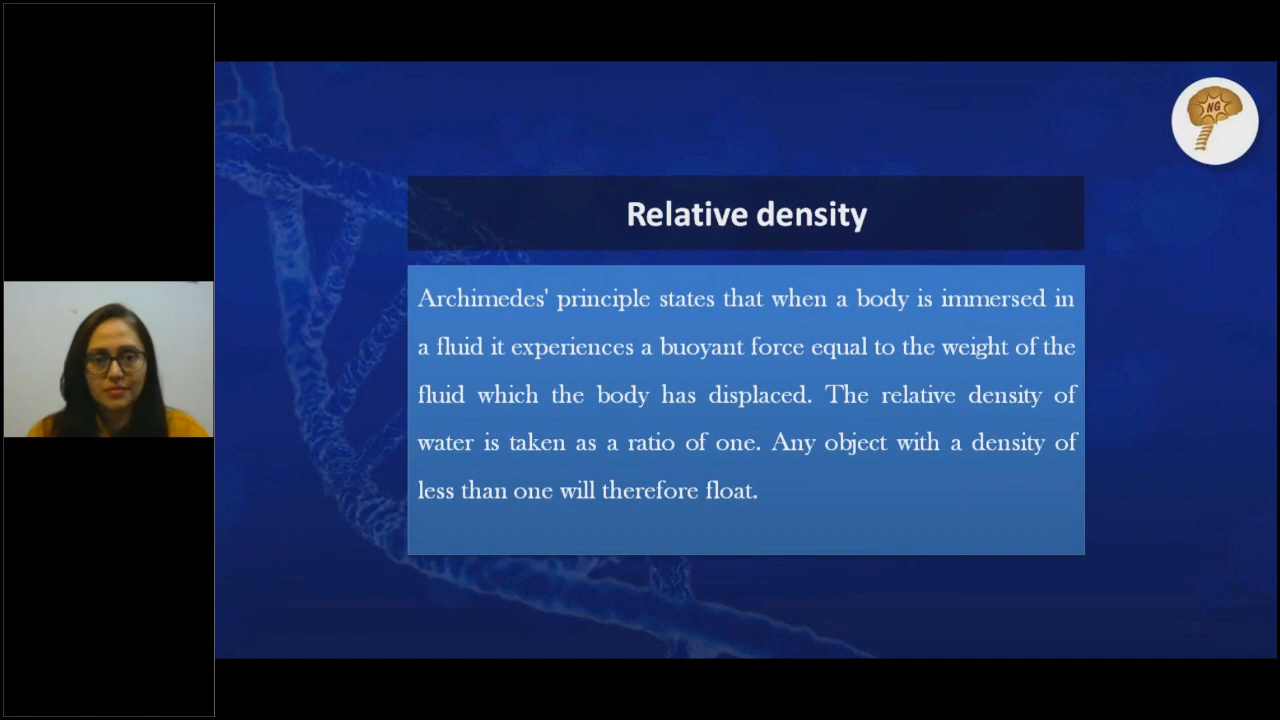 NG
Relative density
Archimedes' principle states that when a body is immersed in
a fluid it experiences a buoyant force equal to the weight of the
fluid which the body has displaced. The relative density of
water is taken as a ratio of one. Any object with a density of
less than one will therefore float.